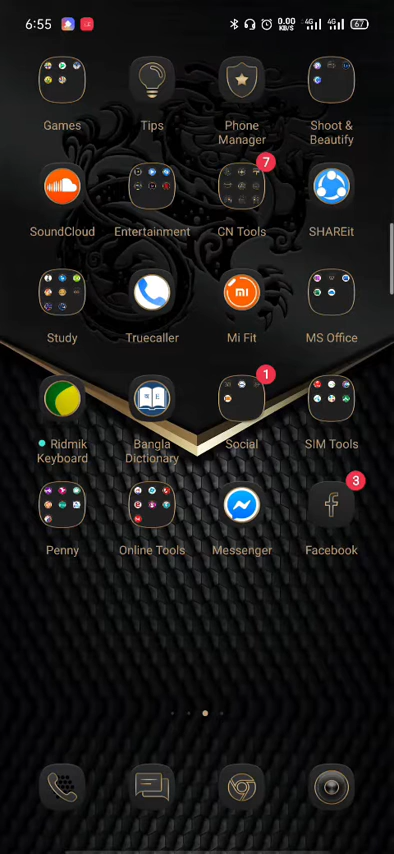 6:55 0.00 KB/S 4G 4G 67
Games Tips Phone Manager Shoot & Beautify
7
SoundCloud Entertainment CN Tools SHAREit
mi
Study Truecaller Mi Fit MS Office
1
অ E
Ridmik Keyboard Bangla Dictionary Social SIM Tools
3
Penny Online Tools Messenger Facebook